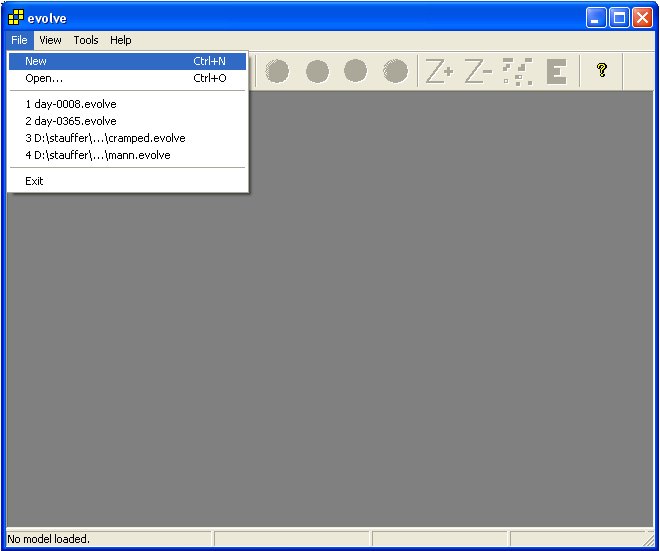 evolve
File View Tools Help
New Ctrl+N
Open... Ctrl+O
Z+ Z- E ?
1 day-0008.evolve
2 day-0365.evolve
3 D:\stauffer\...\cramped.evolve
4 D:\stauffer\...\mann.evolve
Exit
No model loaded.